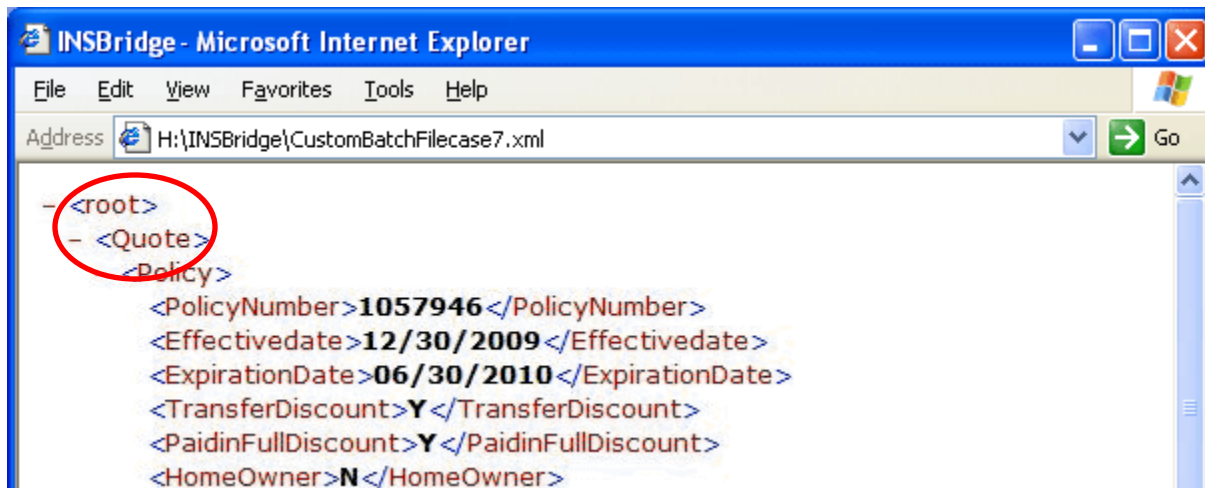 INSBridge - Microsoft Internet Explorer
File Edit View Favorites Tools Help
Address H:\INSBridge\CustomBatchFilecase7.xml Go
- <root>
- <Quote>
<Policy>
<PolicyNumber>1057946</PolicyNumber>
<Effectivedate>12/30/2009</Effectivedate>
<ExpirationDate>06/30/2010</ExpirationDate>
<TransferDiscount>Y</TransferDiscount>
<PaidinFullDiscount>Y</PaidinFullDiscount>
<HomeOwner>N</HomeOwner>